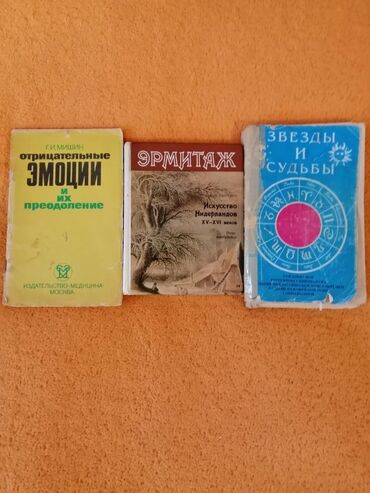 Г.И.МИШИН
отрицательные
ЭМОЦИИ
и их
преодоление
ИЗДАТЕЛЬСТВО·МЕДИЦИНА
МОСКВА
ЭРМИТАЖ
Искусство
Нидерландов
XV–XVI веков
ЗВЕЗДЫ
И
СУДЬБЫ